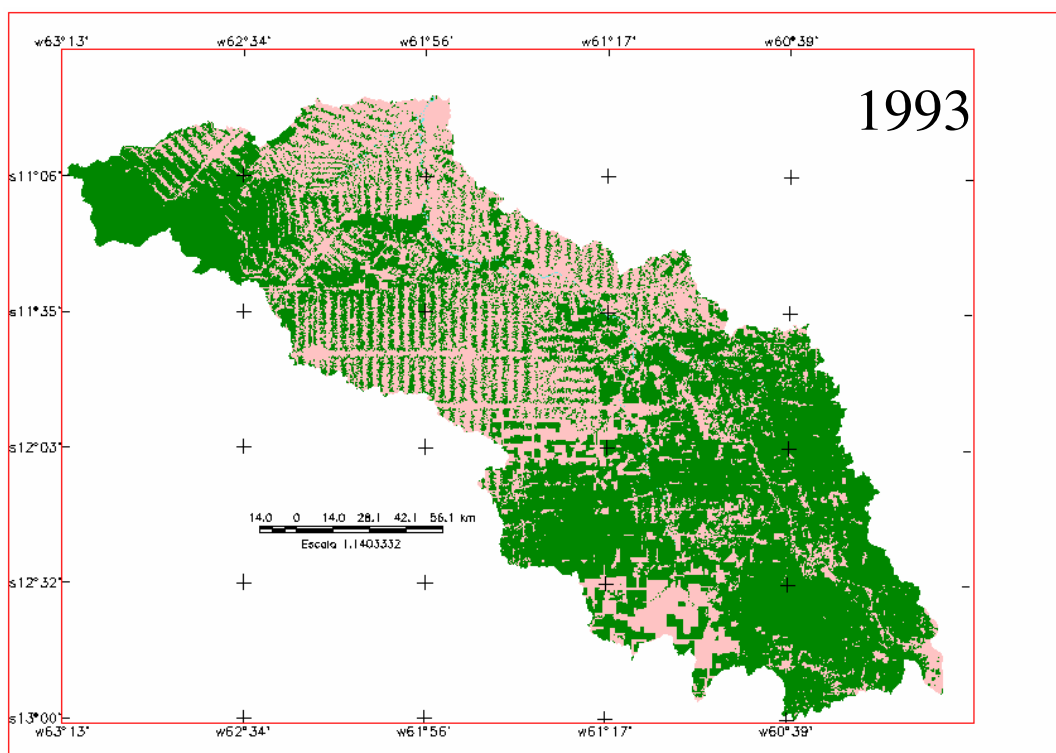 w63°13' w62°34' w61°56' w61°17' w60°39'
1993
s11°06'
s11°35'
s12°03'
14.0 0 14.0 28.1 42.1 56.1 km
Escala 1:1403332
s12°32'
s13°00'
w63°13' w62°34' w61°56' w61°17' w60°39'